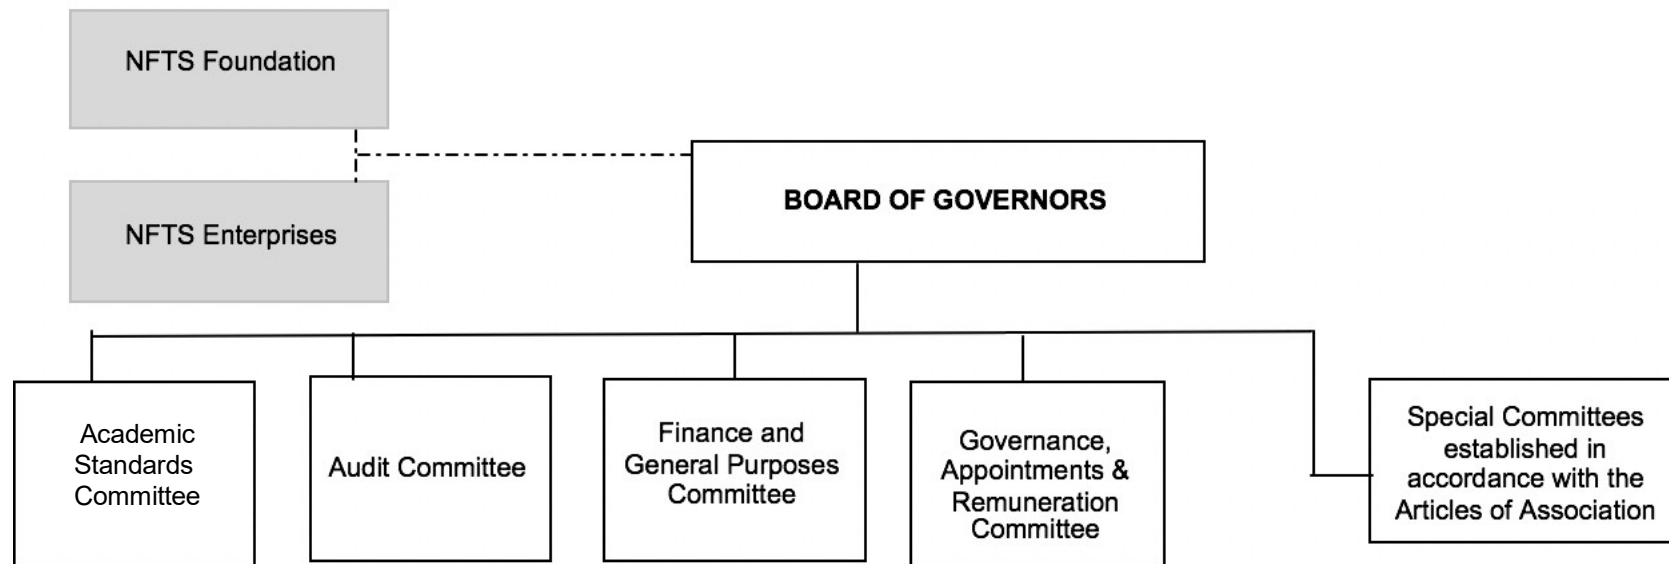 NFTS Foundation
NFTS Enterprises
BOARD OF GOVERNORS
Academic
Standards
Committee
Audit Committee
Finance and
General Purposes
Committee
Governance,
Appointments &
Remuneration
Committee
Special Committees
established in
accordance with the
Articles of Association